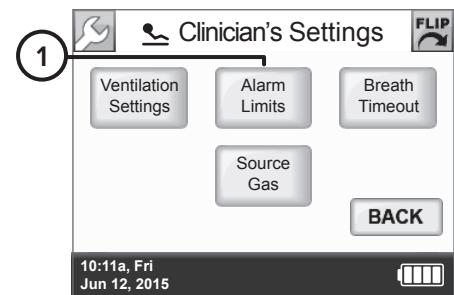 1
Clinician's Settings
FLIP
Ventilation
Settings
Alarm
Limits
Breath
Timeout
Source
Gas
BACK
10:11a, Fri
Jun 12, 2015